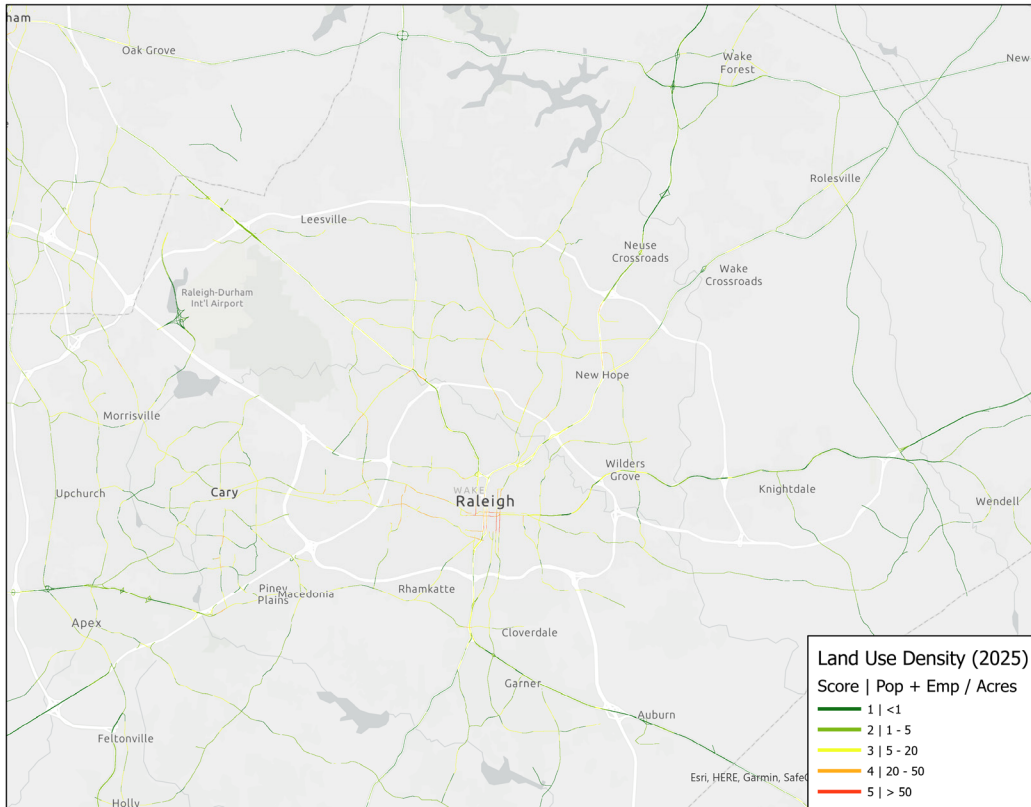 ham
Oak Grove
Wake
Forest
New
Rolesville
Leesville
Neuse
Crossroads
Wake
Crossroads
Raleigh-Durham
Int'l Airport
New Hope
Morrisville
Wilders
Grove
Upchurch
Cary
WAKE
Raleigh
Knightdale
Wendell
Piney
Plains
Macedonia
Rhamkatte
Apex
Cloverdale
Garner
Auburn
Feltonville
Holly
Esri, HERE, Garmin, SafeG
Land Use Density (2025)
Score | Pop + Emp / Acres
1 | <1
2 | 1 - 5
3 | 5 - 20
4 | 20 - 50
5 | > 50